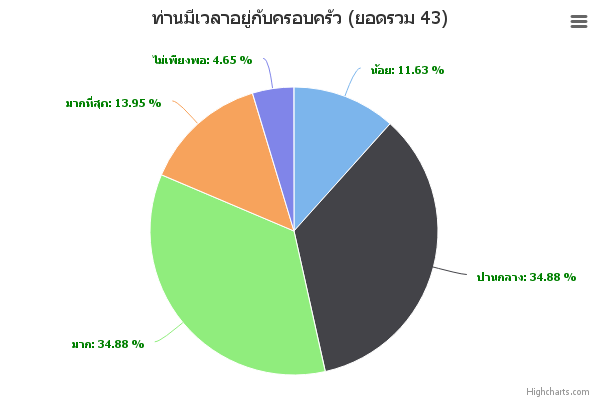 ท่านมีเวลาอยู่กับครอบครัว (ยอดรวม 43)
ไม่เพียงพอ: 4.65 %
น้อย: 11.63 %
มากที่สุด: 13.95 %
ปานกลาง: 34.88 %
มาก: 34.88 %
Highcharts.com